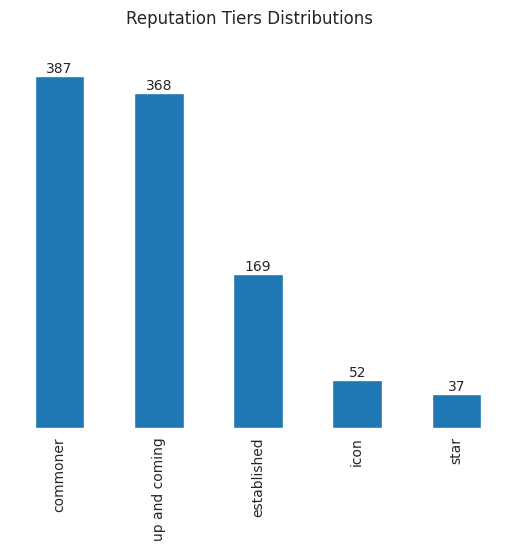 Reputation Tiers Distributions
387
368
169
52
37
commoner
up and coming
established
icon
star